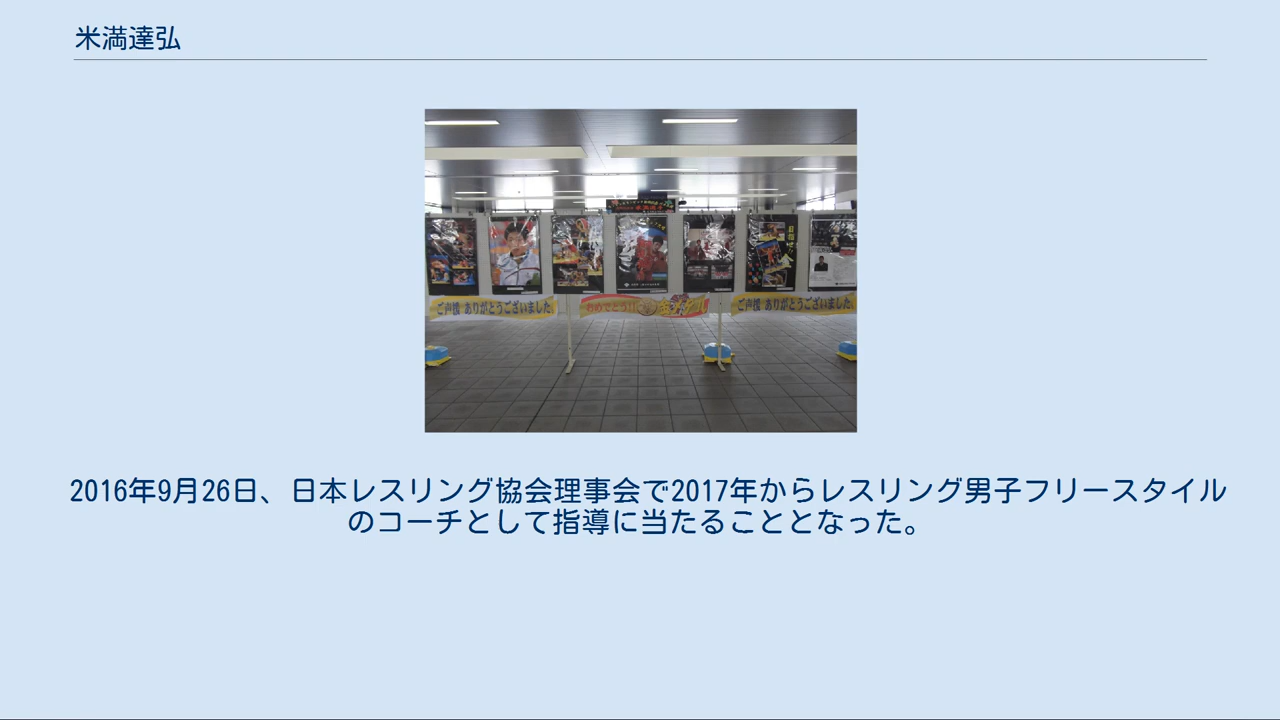 米満達弘
ご声援 ありがとうございました。
おめでとう!!
ご声援 ありがとうございました。
2016年9月26日、日本レスリング協会理事会で2017年からレスリング男子フリースタイル
のコーチとして指導に当たることとなった。